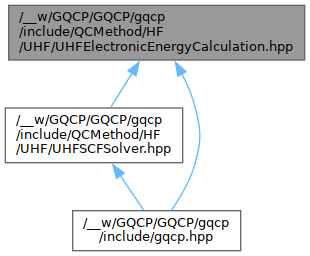 /__w/GQCP/GQCP/gqcp
/include/QCMethod/HF
/UHF/UHFElectronicEnergyCalculation.hpp
/__w/GQCP/GQCP/gqcp
/include/QCMethod/HF
/UHF/UHFSCFSolver.hpp
/__w/GQCP/GQCP/gqcp
/include/gqcp.hpp